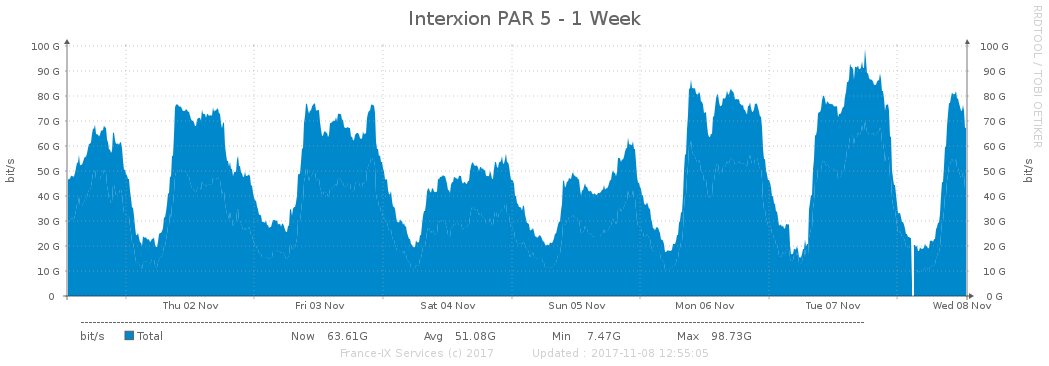 Interxion PAR 5 - 1 Week
RRDTOOL / TOBI OETIKER
100 G 100 G
90 G 90 G
80 G 80 G
70 G 70 G
60 G 60 G
50 G 50 G
40 G 40 G
30 G 30 G
20 G 20 G
10 G 10 G
0 0 G
bit/s bit/s
Thu 02 Nov Fri 03 Nov Sat 04 Nov Sun 05 Nov Mon 06 Nov Tue 07 Nov Wed 08 Nov
bit/s Total Now 63.61G Avg 51.08G Min 7.47G Max 98.73G
France-IX Services (c) 2017 Updated : 2017-11-08 12:55:05